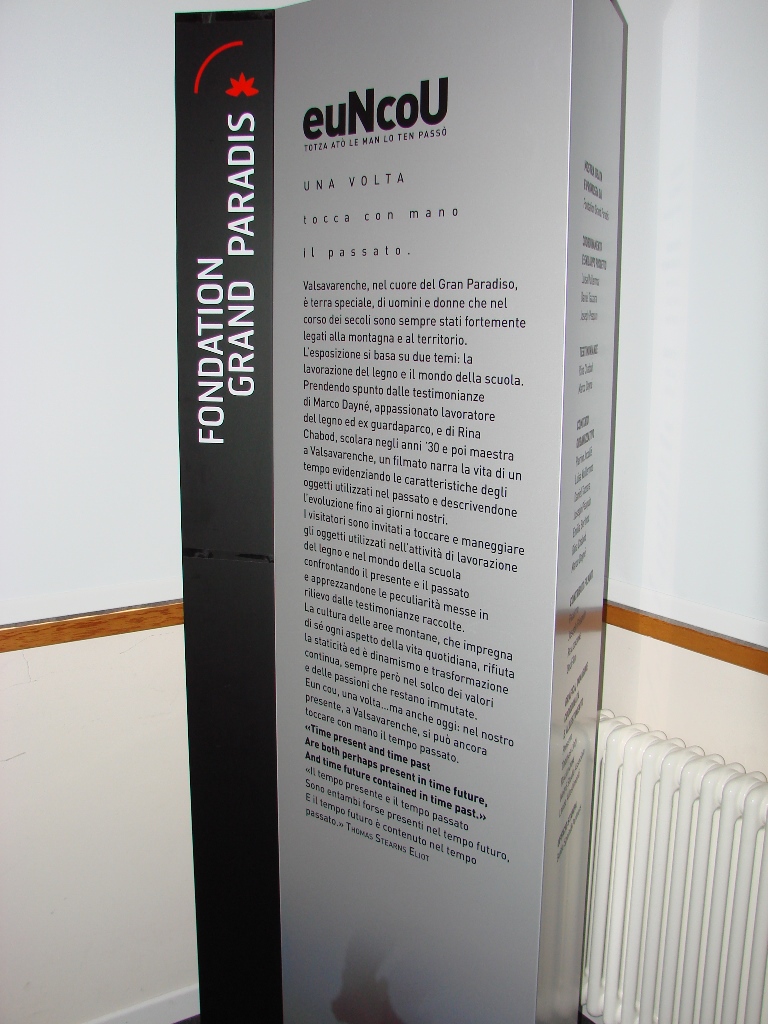 FONDATION
GRAND PARADIS
euNcoU
TOTZA ATÒ LE MAN LO TEN PASSÓ
UNA VOLTA
tocca con mano
il passato.
Valsavarenche, nel cuore del Gran Paradiso,
è terra speciale, di uomini e donne che nel
corso dei secoli sono sempre stati fortemente
legati alla montagna e al territorio.
L'esposizione si basa su due temi: la
lavorazione del legno e il mondo della scuola.
Prendendo spunto dalle testimonianze
di Marco Dayné, appassionato lavoratore
del legno ed ex guardaparco, e di Rina
Chabod, scolara negli anni '30 e poi maestra
a Valsavarenche, un filmato narra la vita di un
tempo evidenziando le caratteristiche degli
oggetti utilizzati nel passato e descrivendone
l'evoluzione fino ai giorni nostri.
I visitatori sono invitati a toccare e maneggiare
gli oggetti utilizzati nell'attività di lavorazione
del legno e nel mondo della scuola
confrontando il presente e il passato
e apprezzandone le peculiarità messe in
rilievo dalle testimonianze raccolte.
La cultura delle aree montane, che impregna
di sé ogni aspetto della vita quotidiana, rifiuta
la staticità ed è dinamismo e trasformazione
continua, sempre però nel solco dei valori
e delle passioni che restano immutate.
Eun cou, una volta...ma anche oggi: nel nostro
presente, a Valsavarenche, si può ancora
toccare con mano il tempo passato.
«Time present and time past
Are both perhaps present in time future,
And time future contained in time past.»
«Il tempo presente e il tempo passato
Sono entambi forse presenti nel tempo futuro,
E il tempo futuro è contenuto nel tempo
passato.» THOMAS STEARNS ELIOT